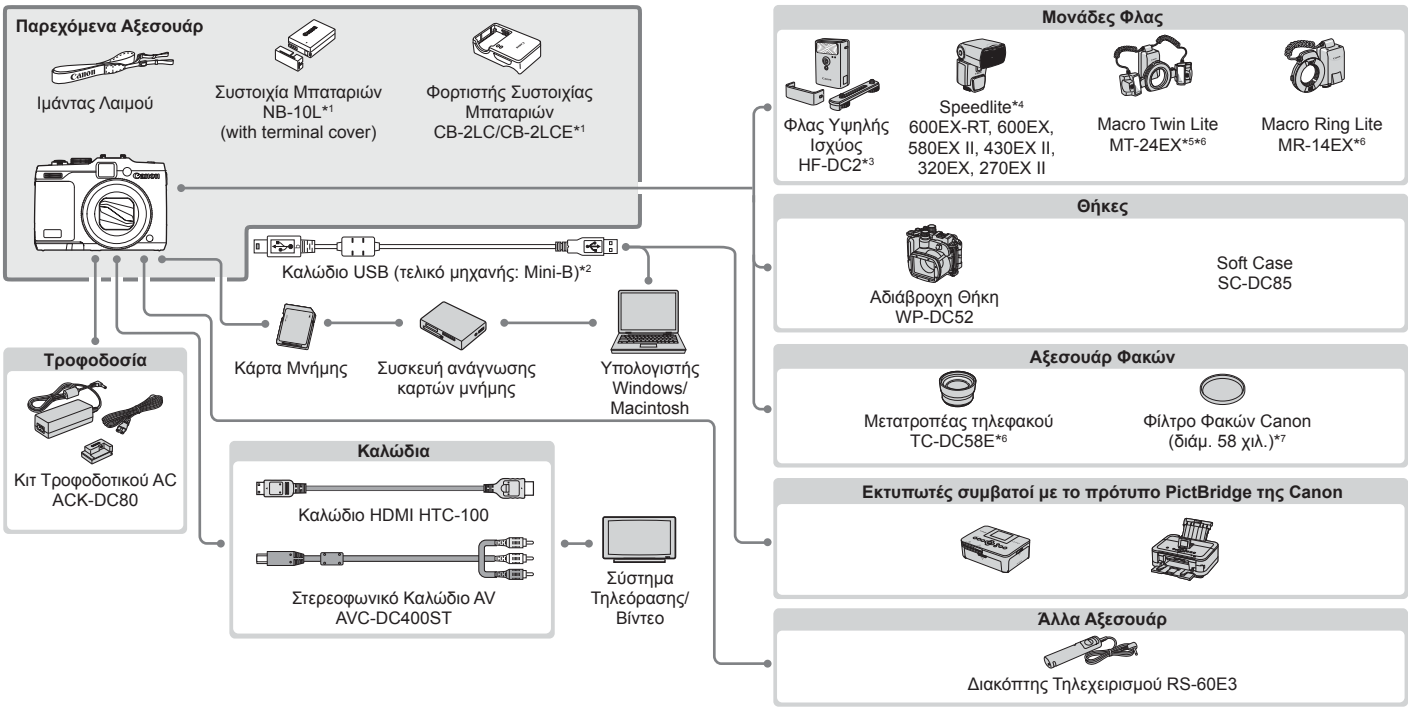 Παρεχόμενα Αξεσουάρ
Canon
Ιμάντας Λαιμού
Συστοιχία Μπαταριών
NB-10L*1
(with terminal cover)
Φορτιστής Συστοιχίας
Μπαταριών
CB-2LC/CB-2LCE*1
Canon
Καλώδιο USB (τελικό μηχανής: Mini-B)*2
Κάρτα Μνήμης
Συσκευή ανάγνωσης
καρτών μνήμης
Υπολογιστής
Windows/
Macintosh
Τροφοδοσία
Κιτ Τροφοδοτικού AC
ACK-DC80
Καλώδια
Καλώδιο HDMI HTC-100
Στερεοφωνικό Καλώδιο AV
AVC-DC400ST
Σύστημα
Τηλεόρασης/
Βίντεο
Μονάδες Φλας
Φλας Υψηλής
Ισχύος
HF-DC2*3
Speedlite*4
600EX-RT, 600EX,
580EX II, 430EX II,
320EX, 270EX II
Macro Twin Lite
MT-24EX*5*6
Macro Ring Lite
MR-14EX*6
Θήκες
Αδιάβροχη Θήκη
WP-DC52
Soft Case
SC-DC85
Αξεσουάρ Φακών
Μετατροπέας τηλεφακού
TC-DC58E*6
Φίλτρο Φακών Canon
(διάμ. 58 χιλ.)*7
Εκτυπωτές συμβατοί με το πρότυπο PictBridge της Canon
Άλλα Αξεσουάρ
Διακόπτης Τηλεχειρισμού RS-60E3